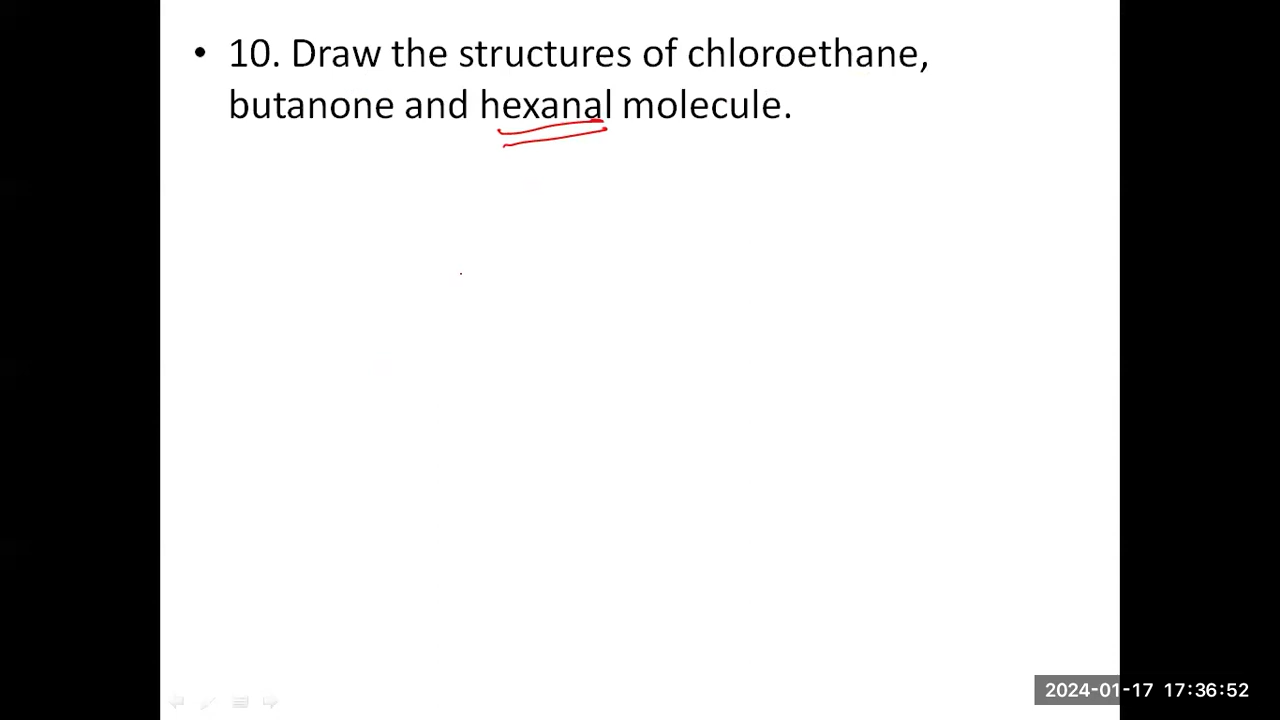 • 10. Draw the structures of chloroethane,
butanone and hexanal molecule.
2024-01-17 17:36:52